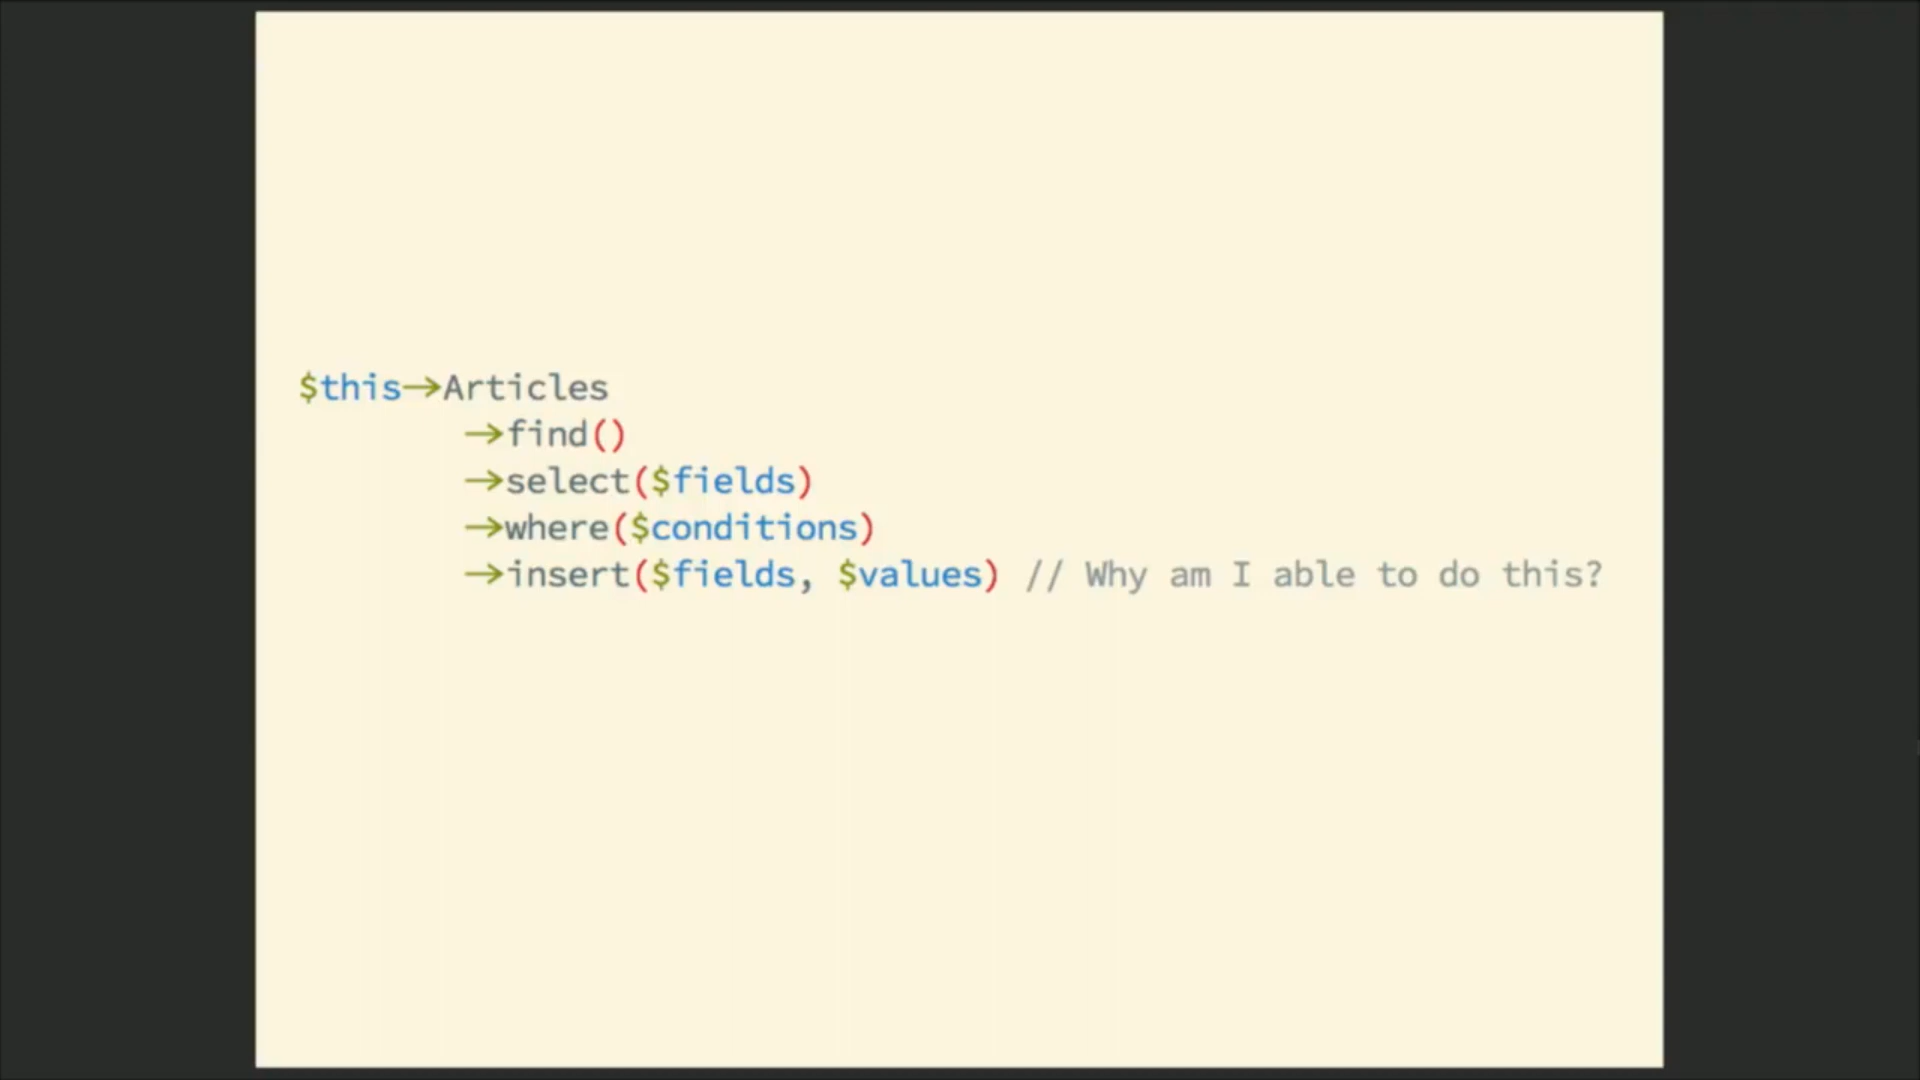 $this->Articles
->find()
->select($fields)
->where($conditions)
->insert($fields, $values) // Why am I able to do this?